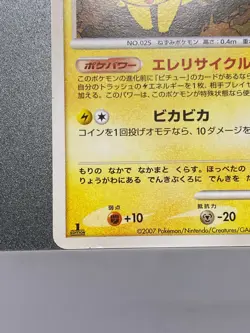 NO.025 ねずみポケモン 高さ:0.4m
ポケパワー エレリサイクル
このポケモンの進化前に「ピチュー」のカードがあるなら
自分のトラッシュの エネルギーを1枚、相手プレイ
加える。このパワーは、このポケモンが特殊状態なら使
ピカピカ
コインを1回投げオモテなら、10ダメージを
もりの なかで なかまと くらす。ほっぺたの
りょうがわにある でんきぶくろに でんきを た
弱点 抵抗力
+10 -20
1 EDITION
©2007 Pokémon/Nintendo/Creatures/GA